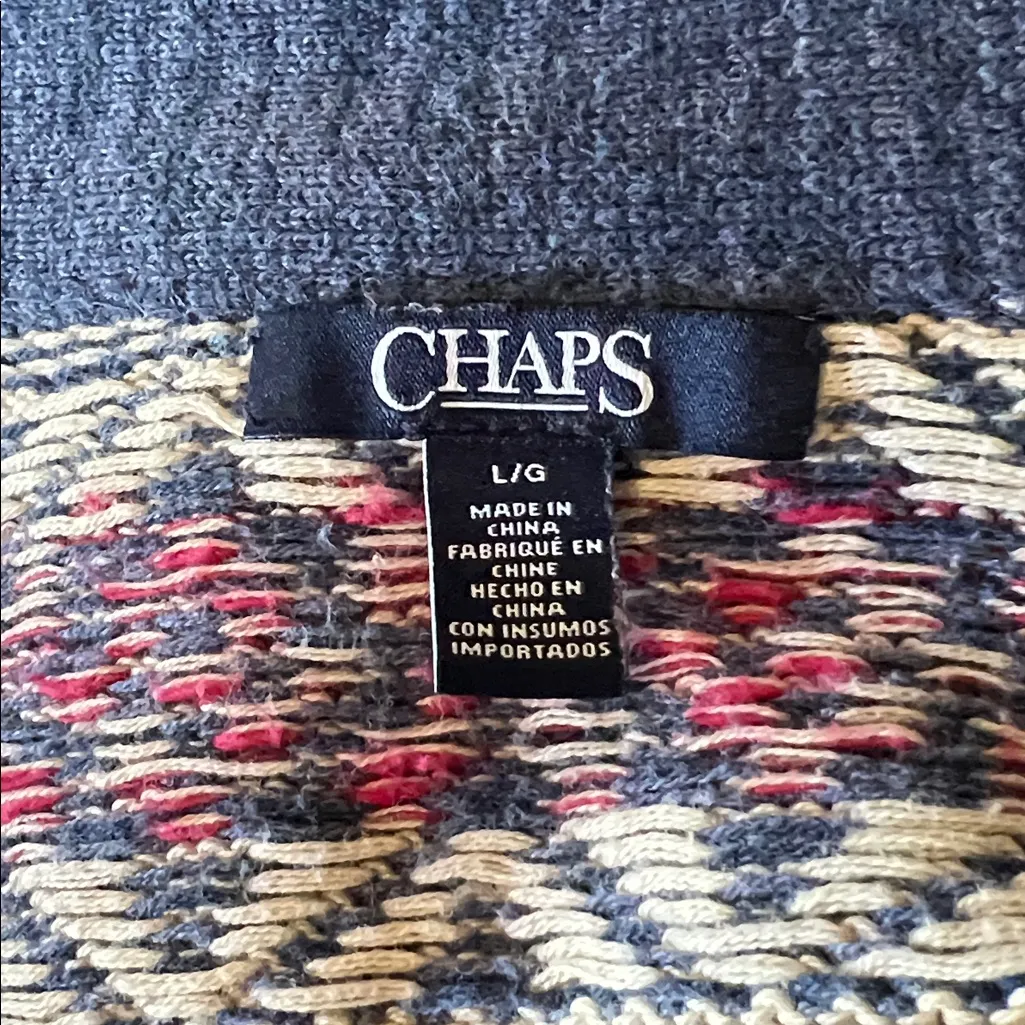 CHAPS
L/G
MADE IN
CHINA
FABRIQUÉ EN
CHINE
HECHO EN
CHINA
CON INSUMOS
IMPORTADOS